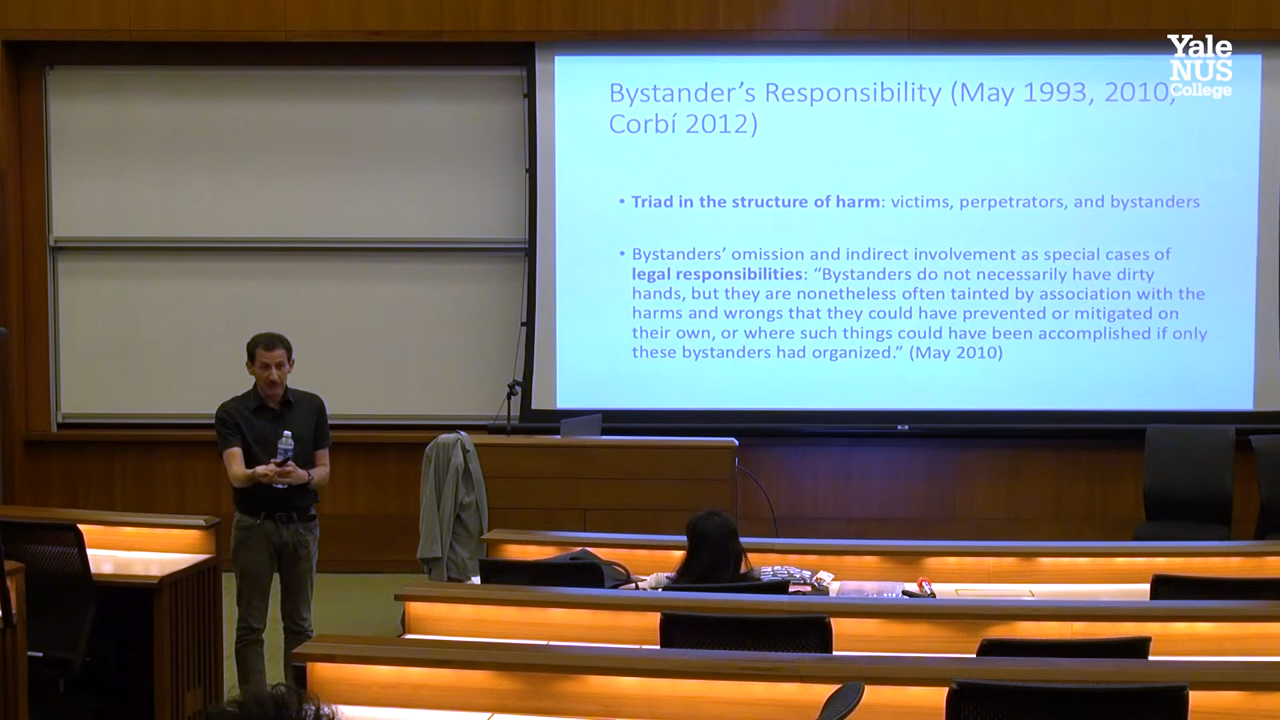 Yale
NUS
College
Bystander's Responsibility (May 1993, 2010,
Corbí 2012)
• Triad in the structure of harm: victims, perpetrators, and bystanders
• Bystanders' omission and indirect involvement as special cases of
legal responsibilities: “Bystanders do not necessarily have dirty
hands, but they are nonetheless often tainted by association with the
harms and wrongs that they could have prevented or mitigated on
their own, or where such things could have been accomplished if only
these bystanders had organized.” (May 2010)